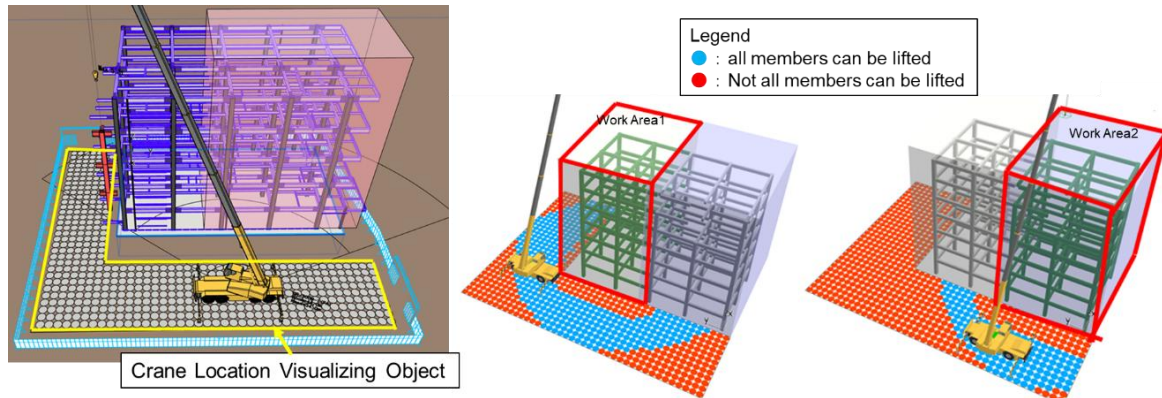 Legend
: all members can be lifted
: Not all members can be lifted
Work Area1
Work Area2
Crane Location Visualizing Object
Y
X
Y